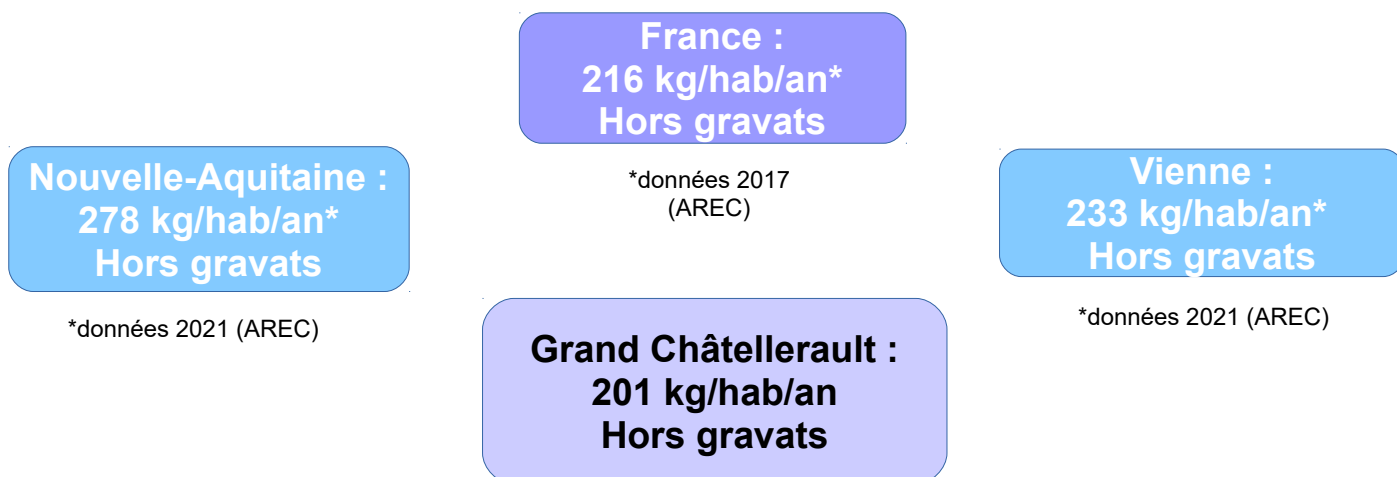 France :
216 kg/hab/an*
Hors gravats
*données 2017
(AREC)
Nouvelle-Aquitaine :
278 kg/hab/an*
Hors gravats
*données 2021 (AREC)
Vienne :
233 kg/hab/an*
Hors gravats
*données 2021 (AREC)
Grand Châtellerault :
201 kg/hab/an
Hors gravats